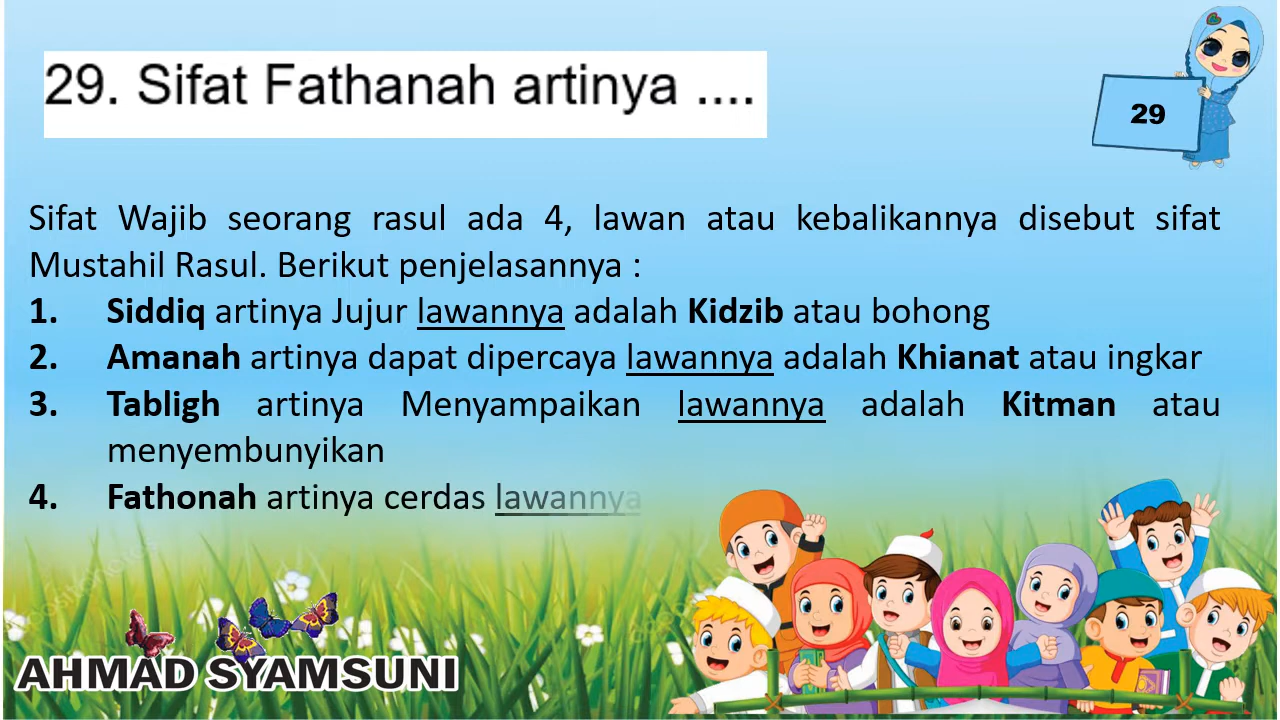 29. Sifat Fathanah artinya ....
29
Sifat Wajib seorang rasul ada 4, lawan atau kebalikannya disebut sifat
Mustahil Rasul. Berikut penjelasannya :
1. Siddiq artinya Jujur lawannya adalah Kidzib atau bohong
2. Amanah artinya dapat dipercaya lawannya adalah Khianat atau ingkar
3. Tabligh artinya Menyampaikan lawannya adalah Kitman atau
menyembunyikan
4. Fathonah artinya cerdas lawannya
AHMAD SYAMSUNI